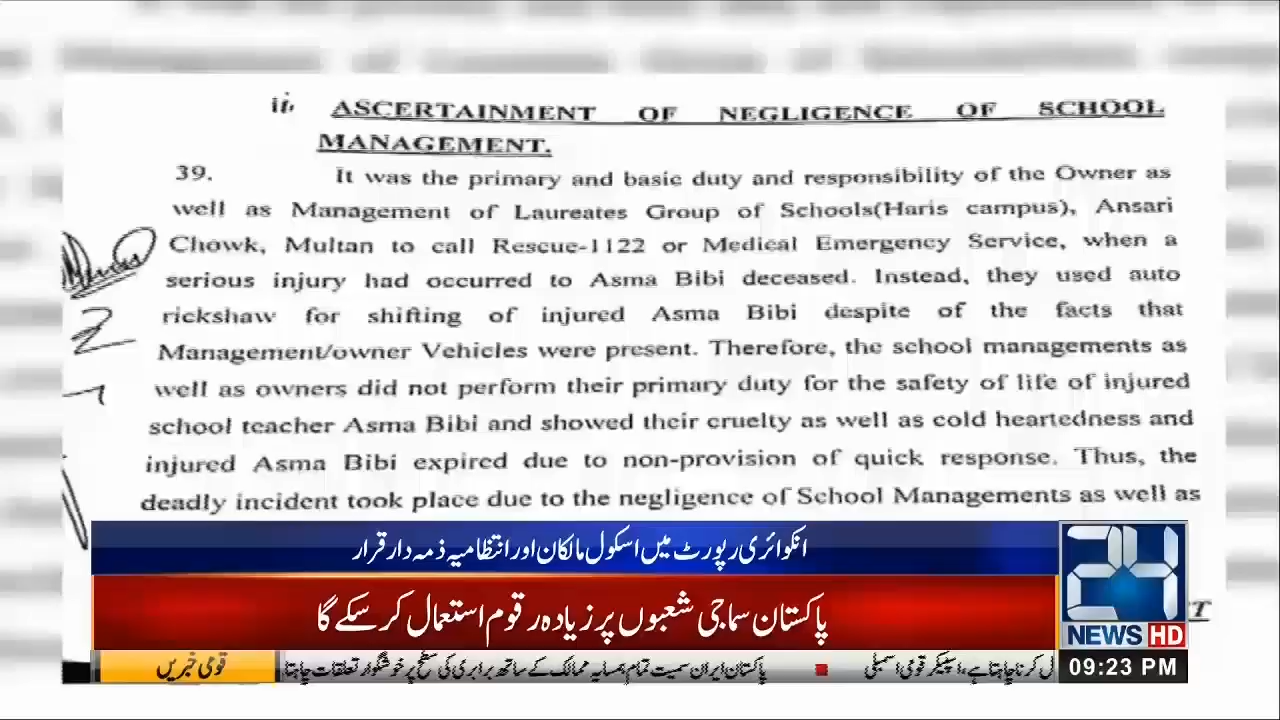 ii. ASCERTAINMENT OF NEGLIGENCE OF SCHOOL
MANAGEMENT.
39. It was the primary and basic duty and responsibility of the Owner as
well as Management of Laureates Group of Schools(Haris campus), Ansari
Chowk, Multan to call Rescue-1122 or Medical Emergency Service, when a
serious injury had occurred to Asma Bibi deceased. Instead, they used auto
rickshaw for shifting of injured Asma Bibi despite of the facts that
Management/owner Vehicles were present. Therefore, the school managements as
well as owners did not perform their primary duty for the safety of life of injured
school teacher Asma Bibi and showed their cruelty as well as cold heartedness and
injured Asma Bibi expired due to non-provision of quick response. Thus, the
deadly incident took place due to the negligence of School Managements as well as
انکوائری رپورٹ میں اسکول مالکان اور انتظامیہ ذمہ دار قرار
پاکستان سماجی شعبوں پر زیادہ رقوم استعمال کر سکے گا
24
NEWS HD
09:23 PM
قومی خبریں
ل کرنا چاہتا ہے، اسپیکر قومی اسمبلی ■ پاکستان ایران سمیت تمام ہمسایہ ممالک کے ساتھ برابری کی سطح پر خوشگوار تعلقات چاہتا